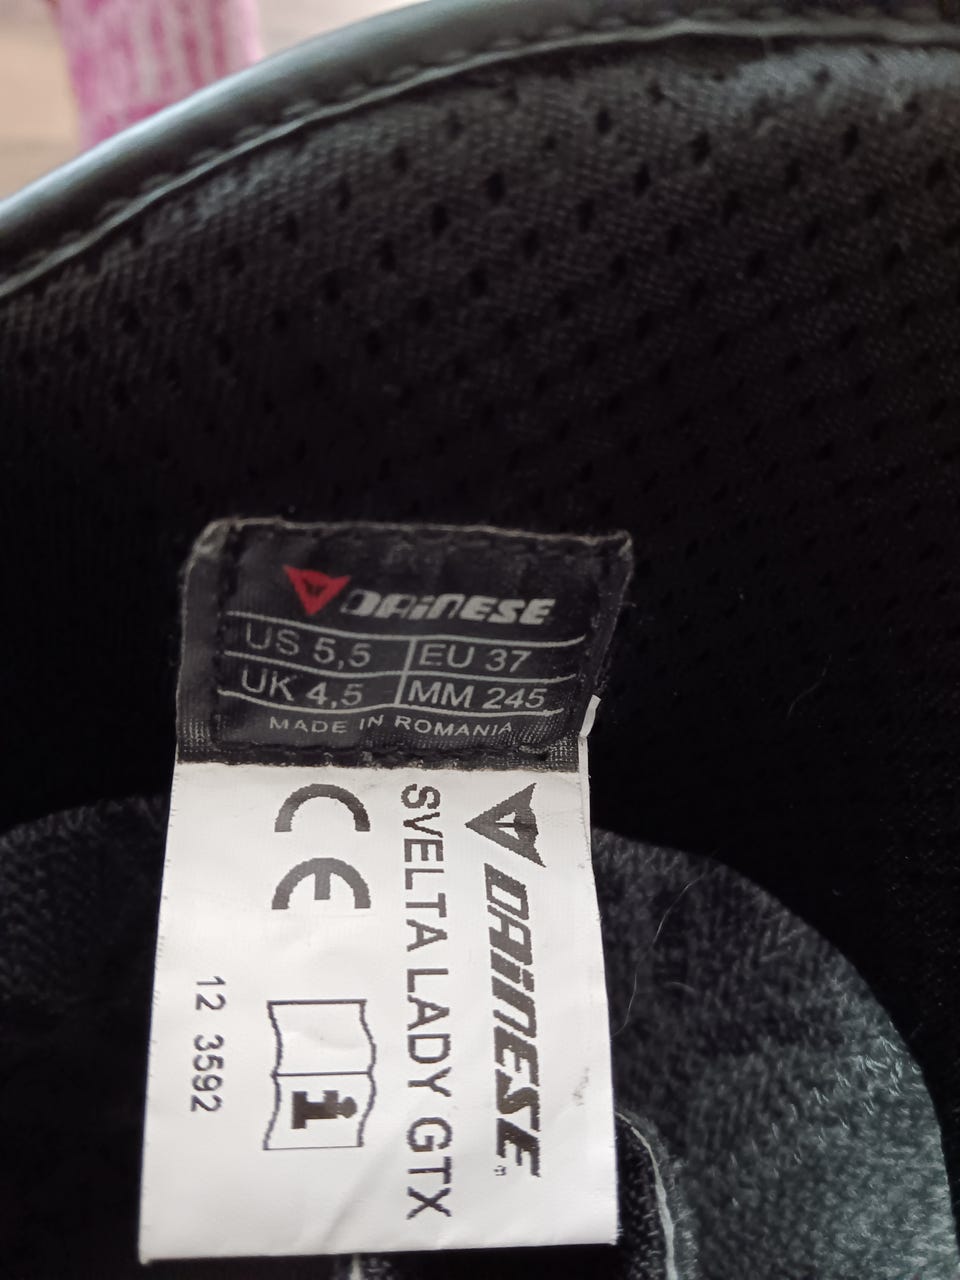 DAINESE
US 5,5 EU 37
UK 4,5 MM 245
MADE IN ROMANIA
DAINESE
SVELTA LADY GTX
CE
i
12 3592